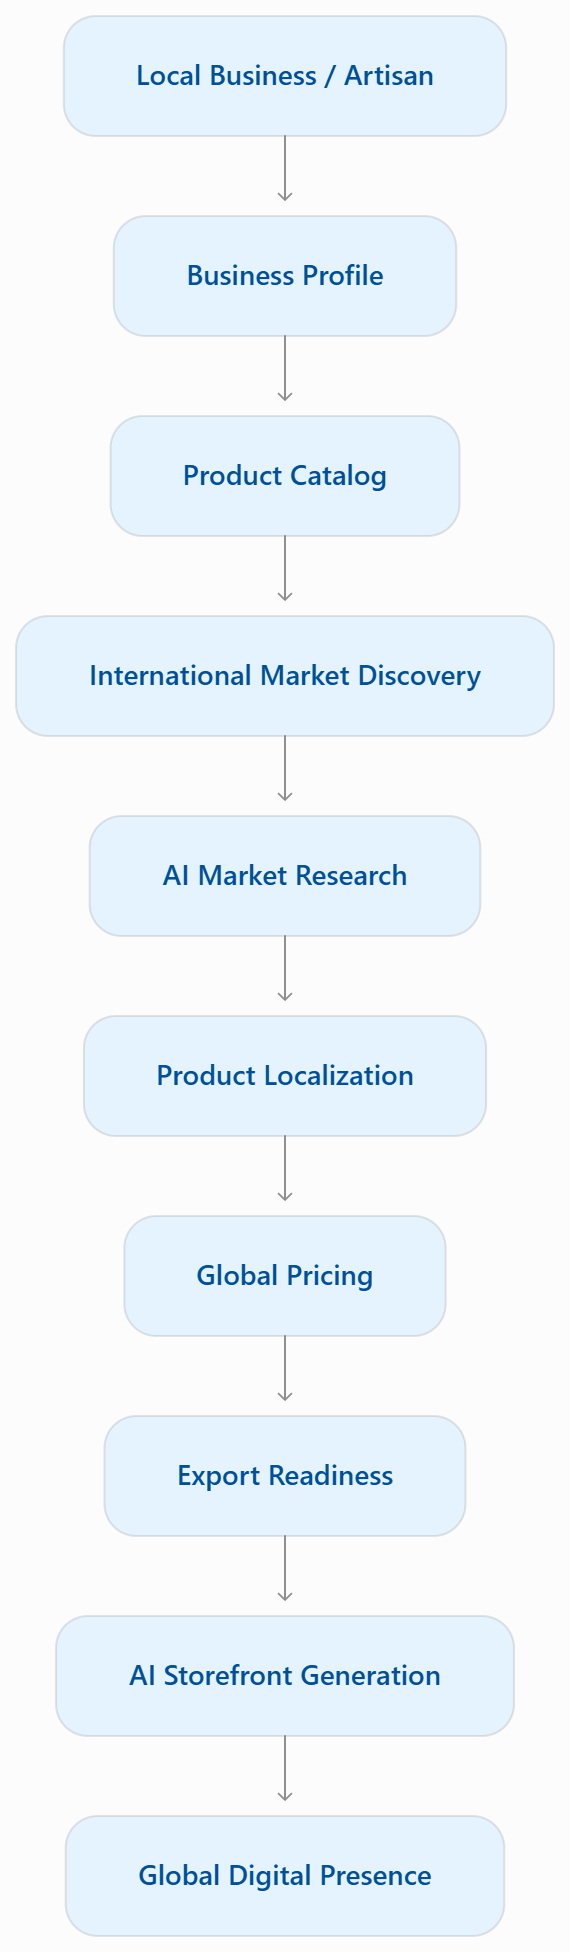 Local Business / Artisan
Business Profile
Product Catalog
International Market Discovery
AI Market Research
Product Localization
Global Pricing
Export Readiness
AI Storefront Generation
Global Digital Presence